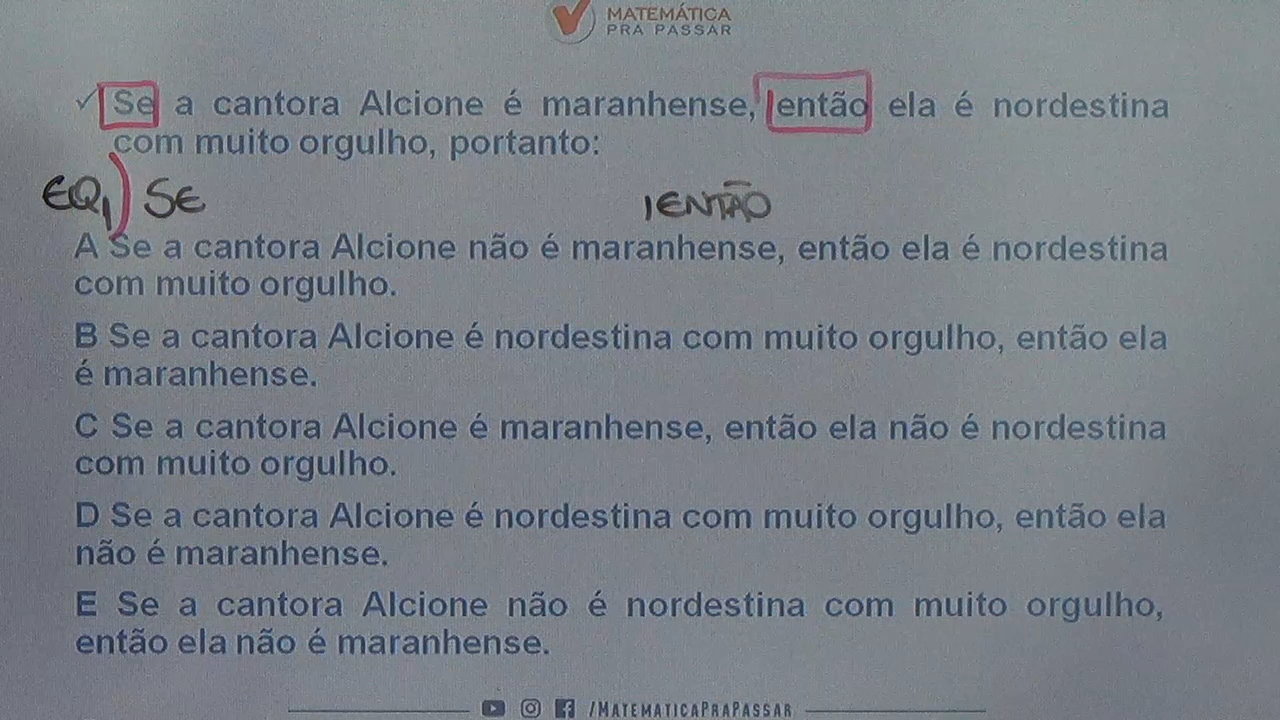 MATEMÁTICA
PRA PASSAR
Se a cantora Alcione é maranhense, então ela é nordestina
com muito orgulho, portanto:
EQ1) SE , ENTÃO
A Se a cantora Alcione não é maranhense, então ela é nordestina
com muito orgulho.
B Se a cantora Alcione é nordestina com muito orgulho, então ela
é maranhense.
C Se a cantora Alcione é maranhense, então ela não é nordestina
com muito orgulho.
D Se a cantora Alcione é nordestina com muito orgulho, então ela
não é maranhense.
E Se a cantora Alcione não é nordestina com muito orgulho,
então ela não é maranhense.
/MATEMATICAPRAPASSAR